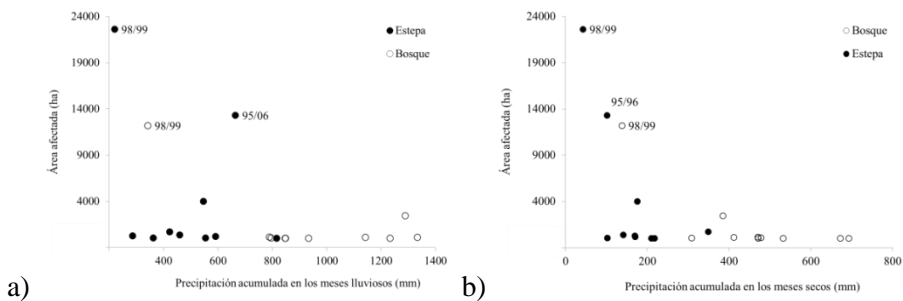 24000
20000
14000
9000
4000
Área afectada (ha)
98/99
98/99
95/06
Estepa
Bosque
200 400 600 800 1000 1200 1400
Precipitación acumulada en los meses lluviosos (mm)
a)
24000
19000
14000
9000
4000
Área afectada (ha)
98/99
95/96
98/99
Bosque
Estepa
0 200 400 600 800
Precipitación acumulada en los meses secos (mm)
b)